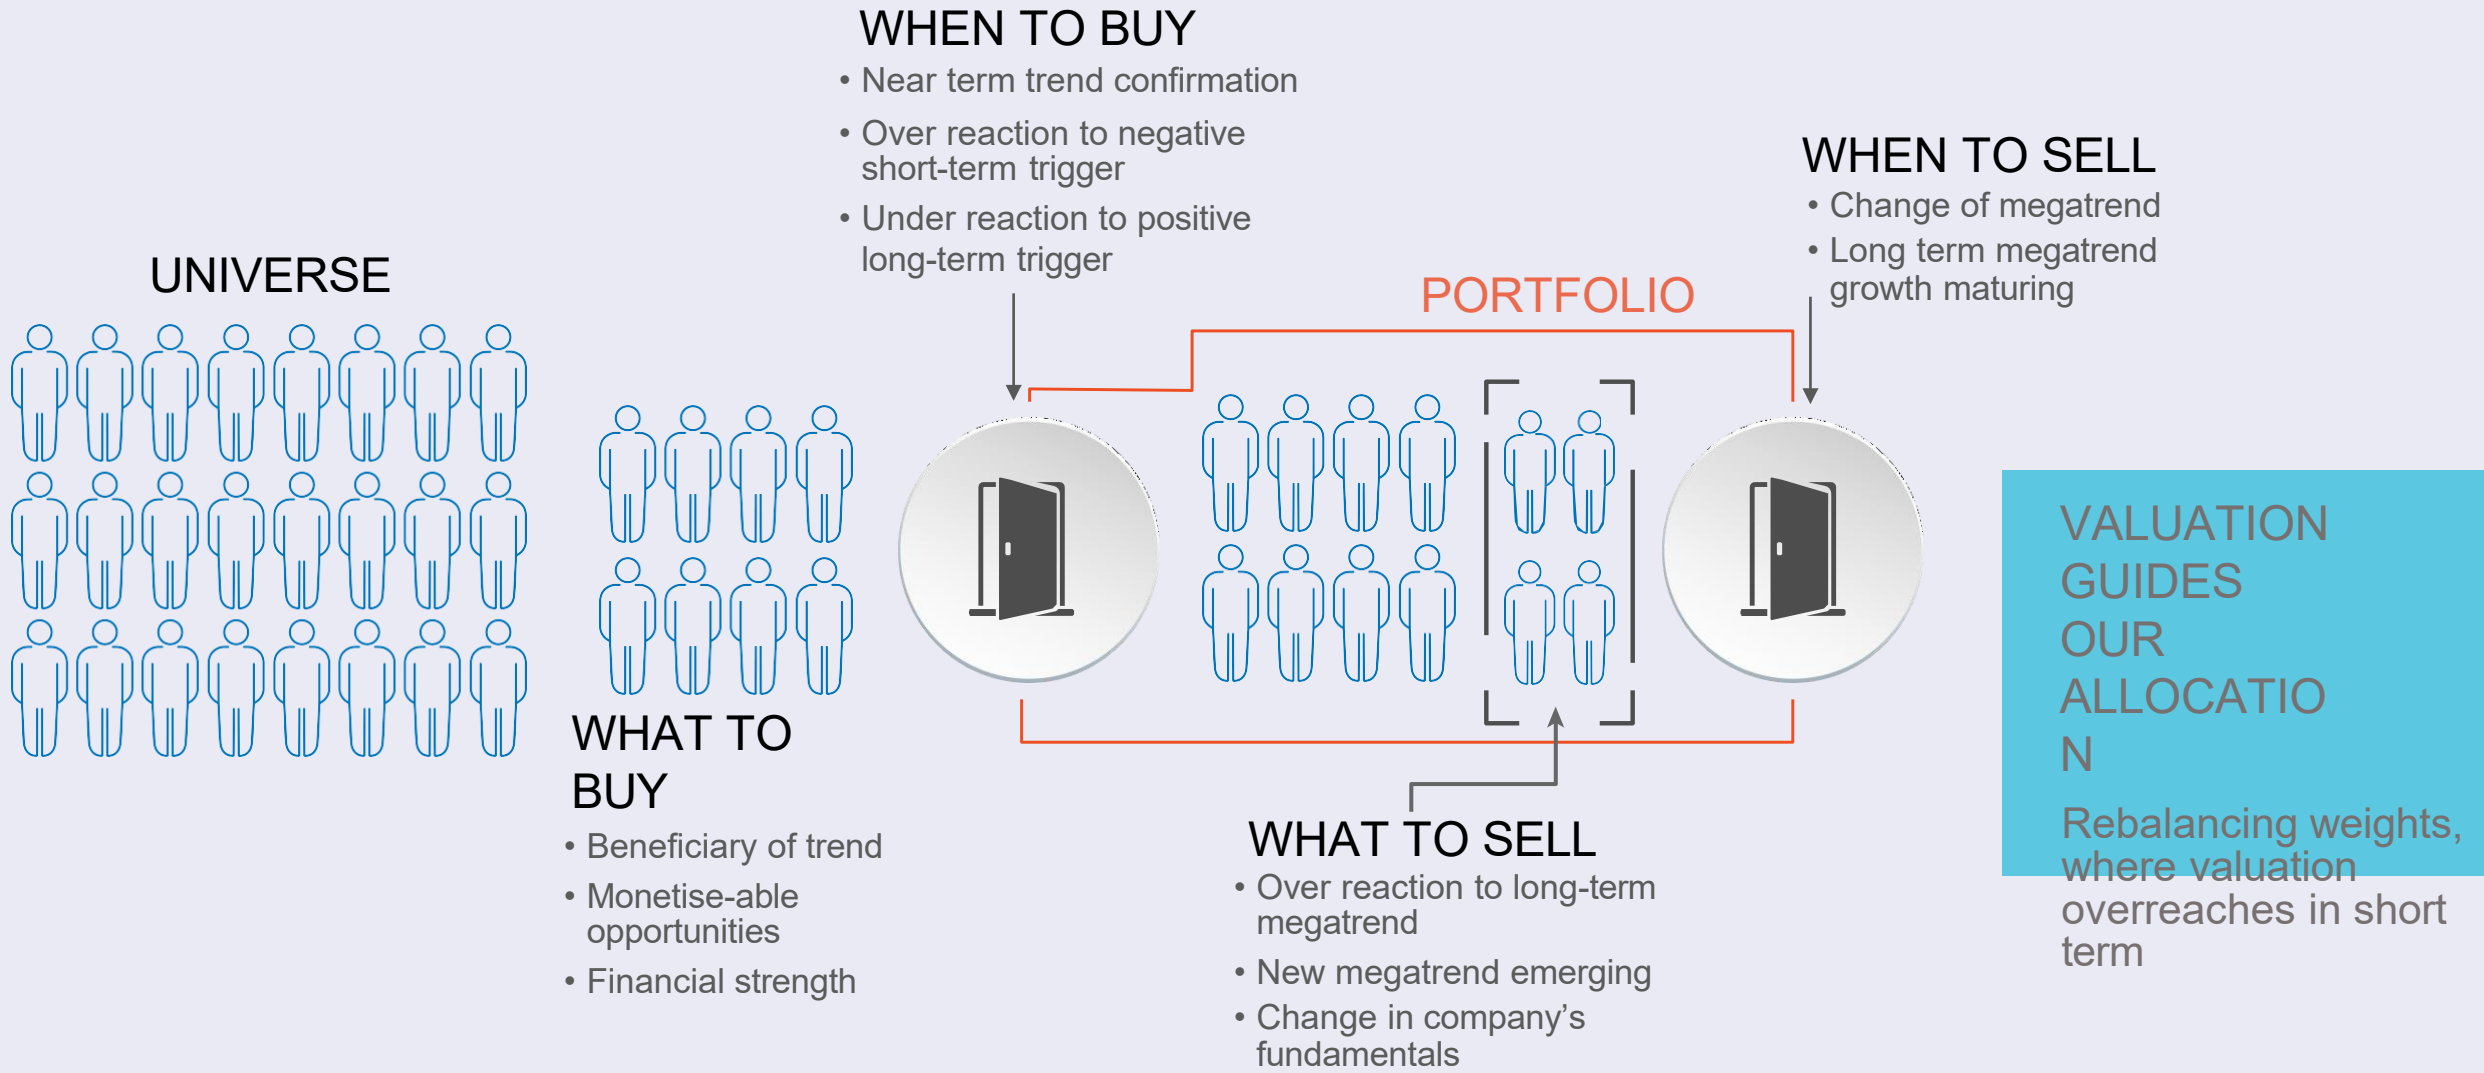 WHEN TO BUY
• Near term trend confirmation
• Over reaction to negative
short-term trigger
• Under reaction to positive
long-term trigger
WHEN TO SELL
• Change of megatrend
• Long term megatrend
growth maturing
UNIVERSE
PORTFOLIO
WHAT TO
BUY
• Beneficiary of trend
• Monetise-able
opportunities
• Financial strength
WHAT TO SELL
• Over reaction to long-term
megatrend
• New megatrend emerging
• Change in company’s
fundamentals
VALUATION
GUIDES
OUR
ALLOCATIO
N
Rebalancing weights,
where valuation
overreaches in short
term